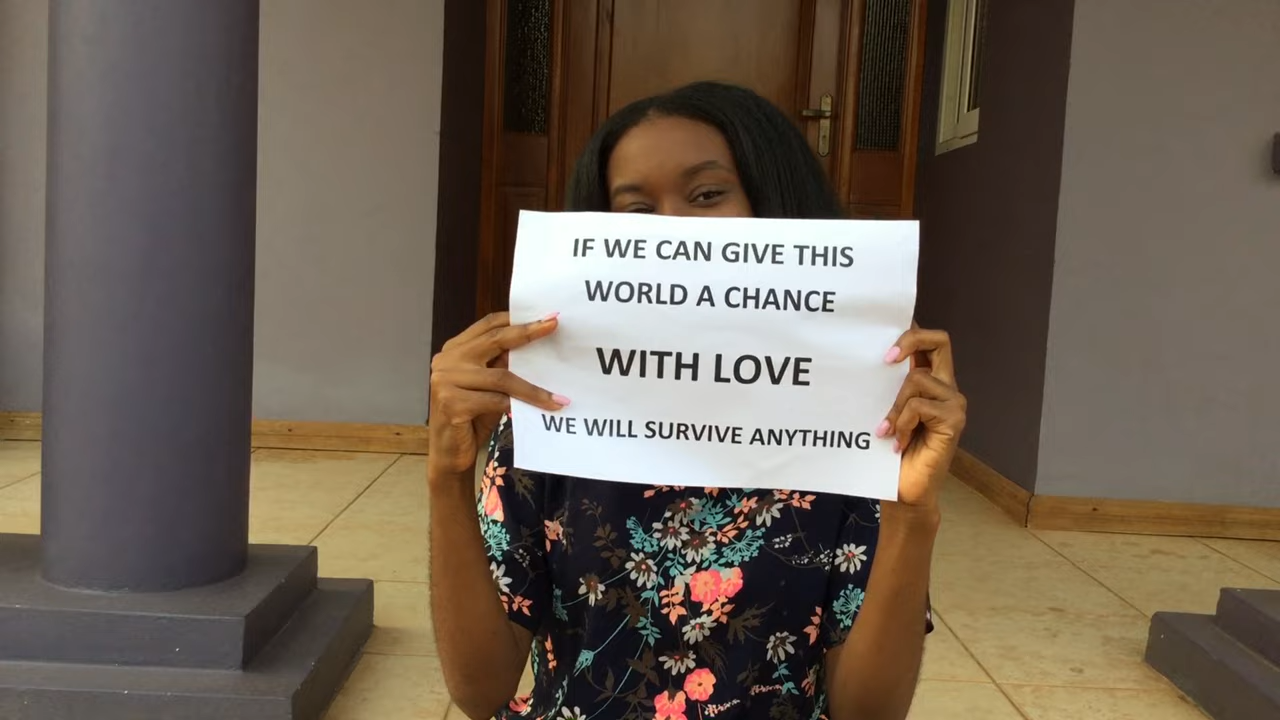 IF WE CAN GIVE THIS
WORLD A CHANCE
WITH LOVE
WE WILL SURVIVE ANYTHING